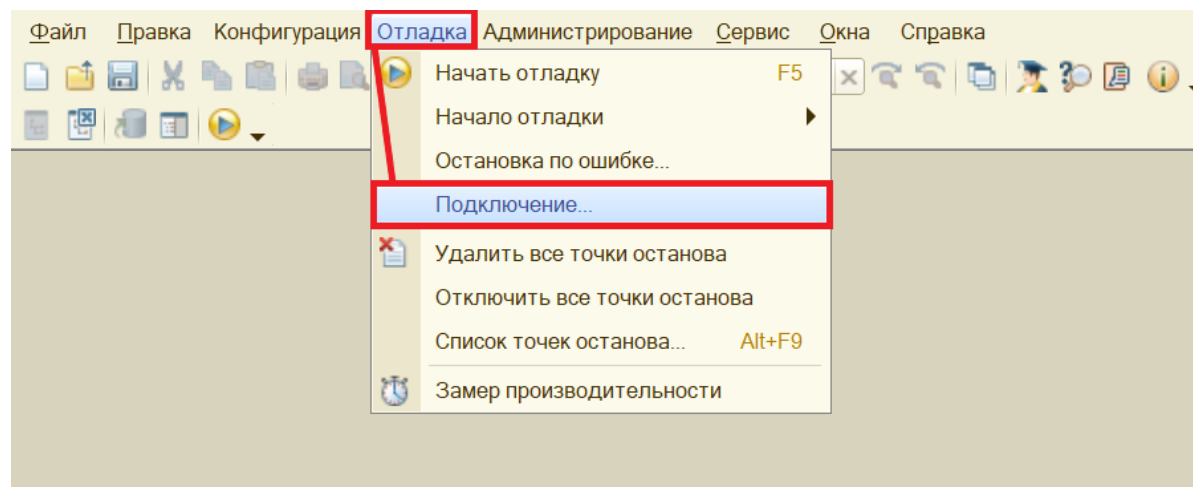 Файл Правка Конфигурация Отладка Администрирование Сервис Окна Справка
Начать отладку F5
Начало отладки
Остановка по ошибке...
Подключение...
Удалить все точки останова
Отключить все точки останова
Список точек останова... Alt+F9
Замер производительности